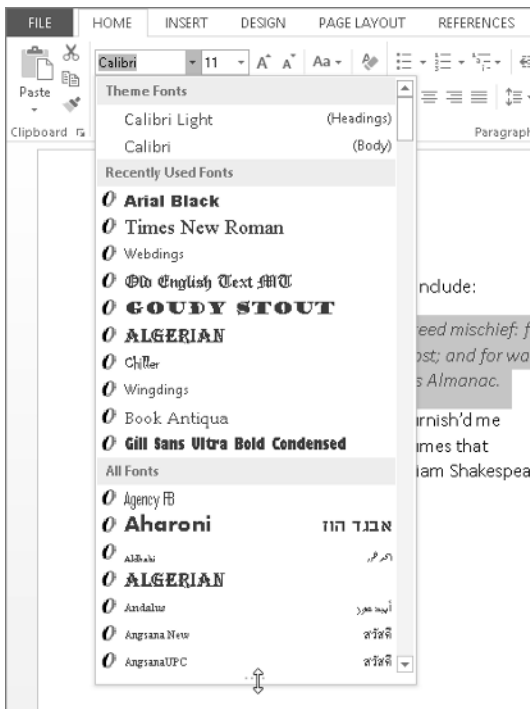 FILE HOME INSERT DESIGN PAGE LAYOUT REFERENCES
Calibri 11 Aa
Paste
Clipboard
Paragraph
Theme Fonts
Calibri Light (Headings)
Calibri (Body)
Recently Used Fonts
Arial Black
Times New Roman
Webdings
Old English Text MT
GOUDY STOUT
ALGERIAN
Chiller
Wingdings
Book Antiqua
Gill Sans Ultra Bold Condensed
All Fonts
Agency FB
Aharoni אבגד הוז
Aldhabi
ALGERIAN
Andalus
Angsana New สวัสดี
AngsanaUPC สวัสดี
nclude:
eed mischief: f
ost; and for wa
s Almanac.
rnish'd me
mes that
iam Shakespea